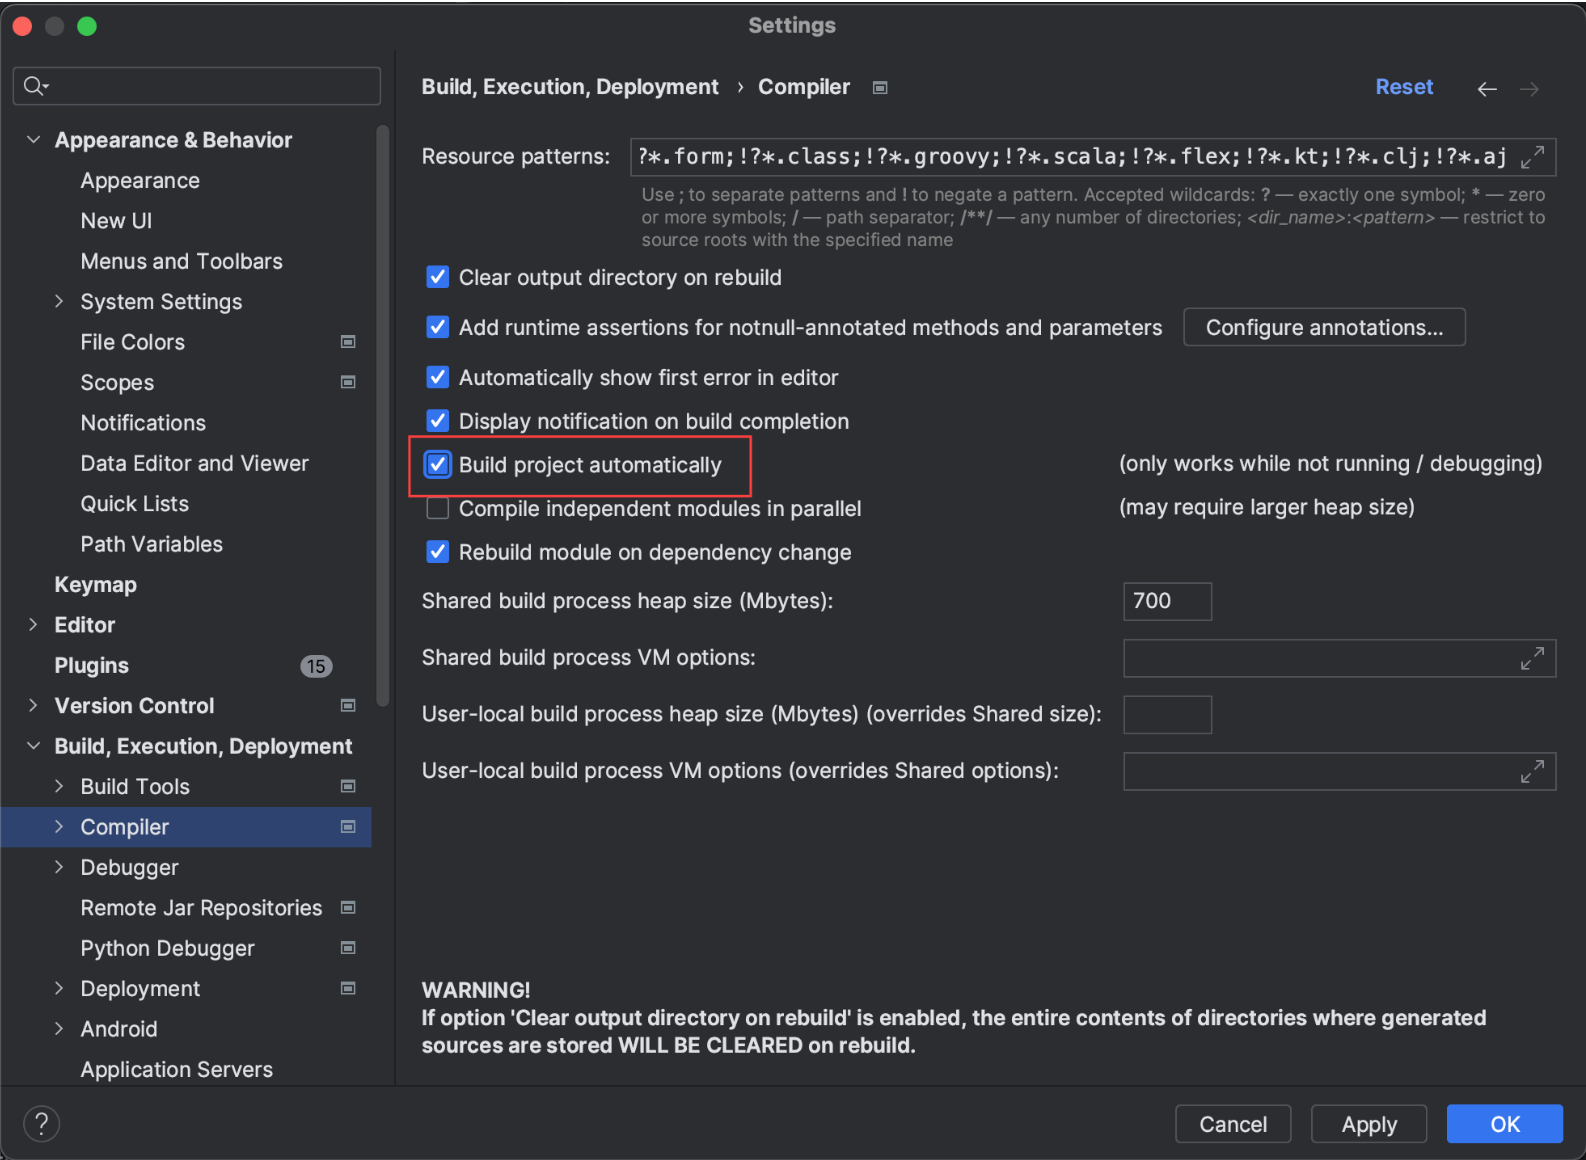 Settings
Appearance & Behavior
Appearance
New UI
Menus and Toolbars
System Settings
File Colors
Scopes
Notifications
Data Editor and Viewer
Quick Lists
Path Variables
Keymap
Editor
Plugins 15
Version Control
Build, Execution, Deployment
Build Tools
Compiler
Debugger
Remote Jar Repositories
Python Debugger
Deployment
Android
Application Servers
Build, Execution, Deployment › Compiler
Reset
Resource patterns: ?*.form;!?*.class;!?*.groovy;!?*.scala;!?*.flex;!?*.kt;!?*.clj;!?*.aj
Use ; to separate patterns and ! to negate a pattern. Accepted wildcards: ? — exactly one symbol; * — zero
or more symbols; / — path separator; /**/ — any number of directories; <dir_name>:<pattern> — restrict to
source roots with the specified name
Clear output directory on rebuild
Add runtime assertions for notnull-annotated methods and parameters Configure annotations...
Automatically show first error in editor
Display notification on build completion
Build project automatically (only works while not running / debugging)
Compile independent modules in parallel (may require larger heap size)
Rebuild module on dependency change
Shared build process heap size (Mbytes): 700
Shared build process VM options:
User-local build process heap size (Mbytes) (overrides Shared size):
User-local build process VM options (overrides Shared options):
WARNING!
If option 'Clear output directory on rebuild' is enabled, the entire contents of directories where generated
sources are stored WILL BE CLEARED on rebuild.
? Cancel Apply OK